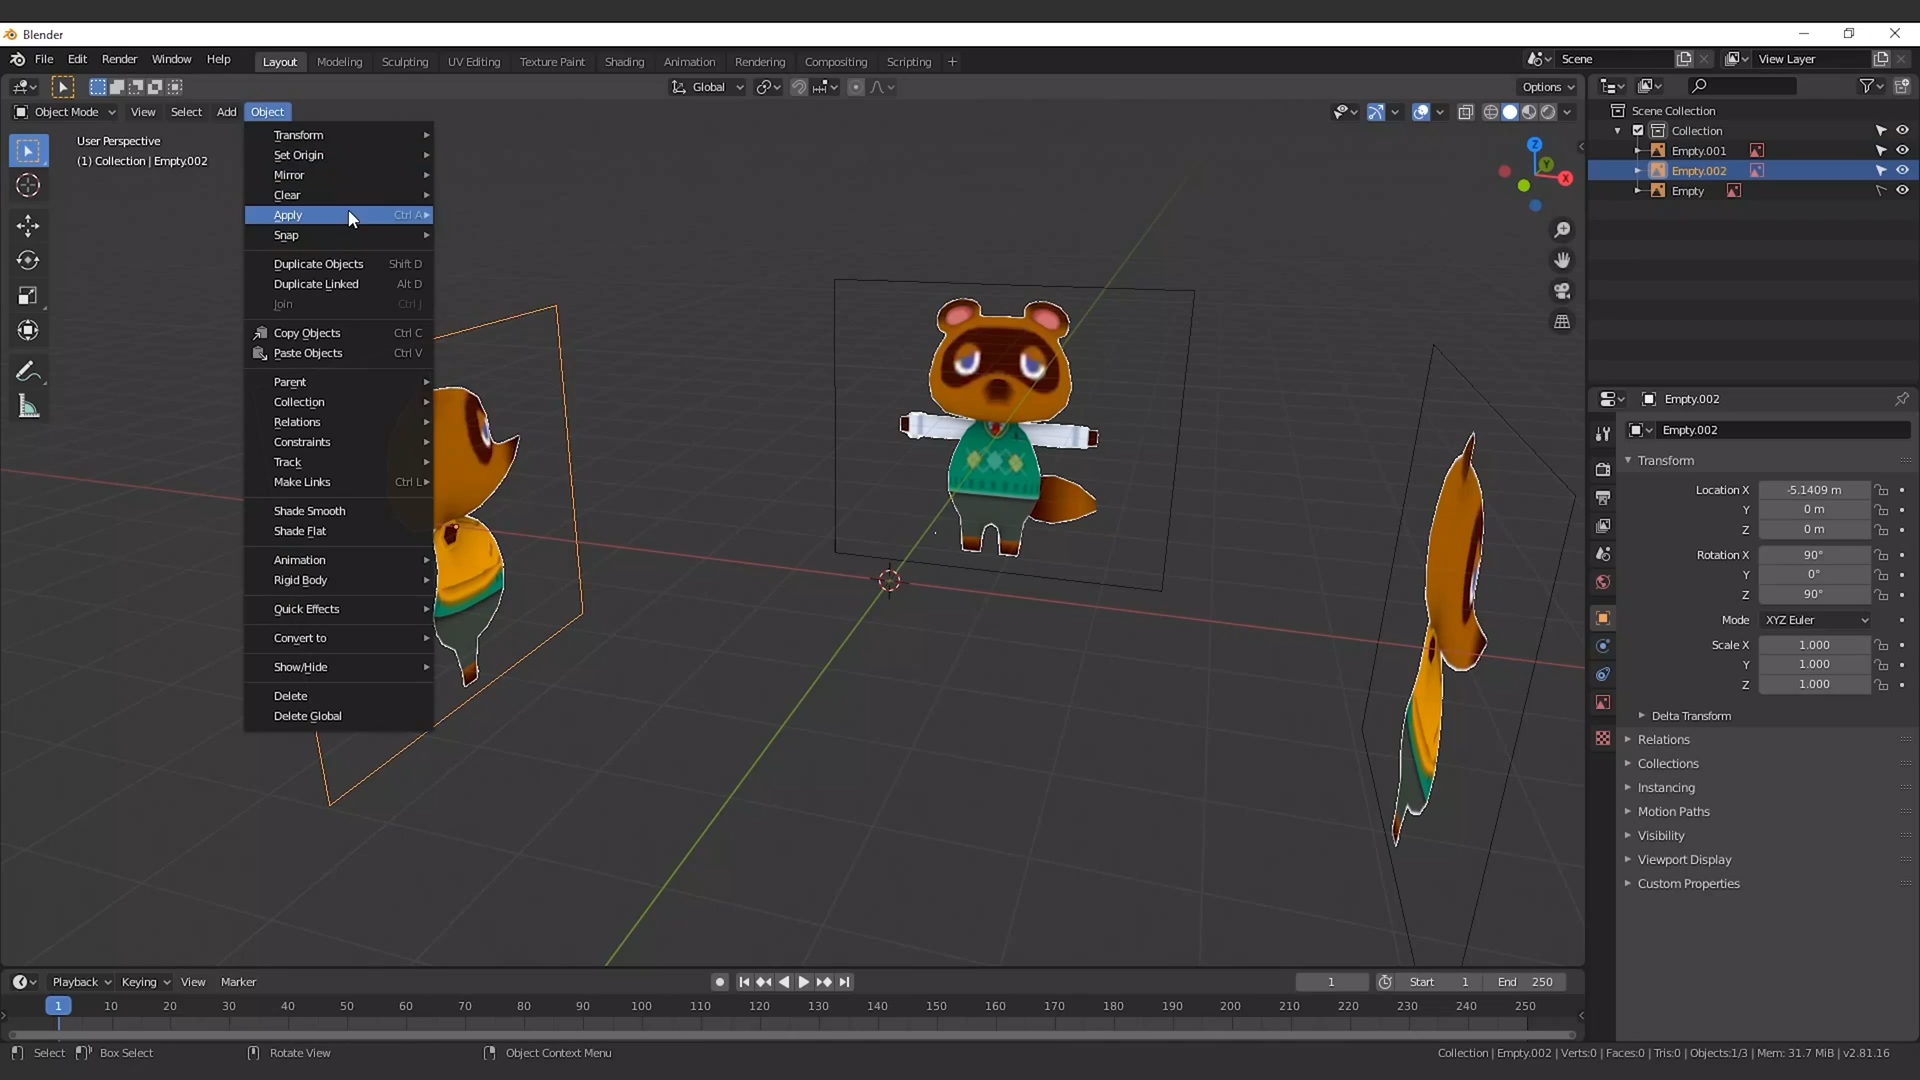 Blender
File Edit Render Window Help Layout Modeling Sculpting UV Editing Texture Paint Shading Animation Rendering Compositing Scripting + Scene View Layer
Global Options
Object Mode View Select Add Object
User Perspective
(1) Collection | Empty.002
Transform
Set Origin
Mirror
Clear
Apply Ctrl A
Snap
Duplicate Objects Shift D
Duplicate Linked Alt D
Join Ctrl J
Copy Objects Ctrl C
Paste Objects Ctrl V
Parent
Collection
Relations
Constraints
Track
Make Links Ctrl L
Shade Smooth
Shade Flat
Animation
Rigid Body
Quick Effects
Convert to
Show/Hide
Delete
Delete Global
Z
Y
X
Scene Collection
Collection
Empty.001
Empty.002
Empty
Empty.002
Empty.002
Transform
Location X -5.1409 m
Y 0 m
Z 0 m
Rotation X 90°
Y 0°
Z 90°
Mode XYZ Euler
Scale X 1.000
Y 1.000
Z 1.000
Delta Transform
Relations
Collections
Instancing
Motion Paths
Visibility
Viewport Display
Custom Properties
Playback Keying View Marker 1 Start 1 End 250
1 10 20 30 40 50 60 70 80 90 100 110 120 130 140 150 160 170 180 190 200 210 220 230 240 250
Select Box Select Rotate View Object Context Menu Collection | Empty.002 | Verts:0 | Faces:0 | Tris:0 | Objects:1/3 | Mem: 31.7 MiB | v2.81.16